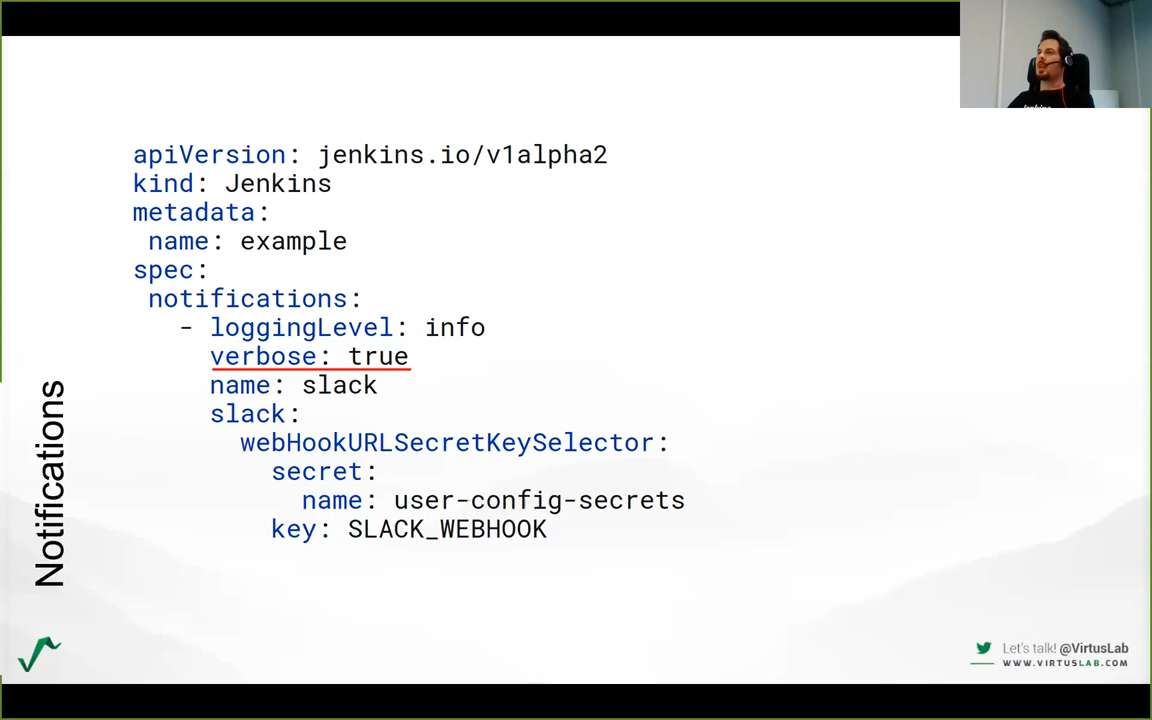 apiVersion: jenkins.io/v1alpha2
kind: Jenkins
metadata:
 name: example
spec:
 notifications:
   - loggingLevel: info
     verbose: true
     name: slack
     slack:
       webHookURLSecretKeySelector:
         secret:
           name: user-config-secrets
         key: SLACK_WEBHOOK
Notifications
Let's talk! @VirtusLab
WWW.VIRTUSLAB.COM